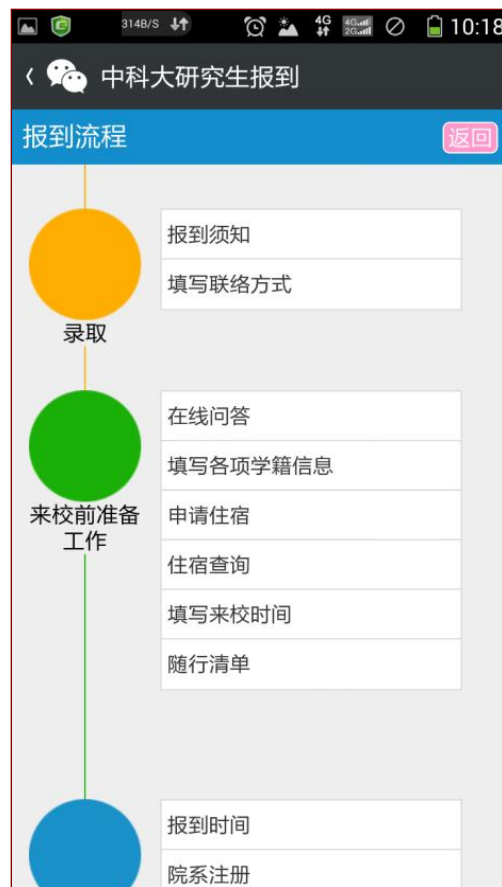 314B/S
4G
4G
2G
10:18
中科大研究生报到
报到流程
返回
报到须知
填写联络方式
录取
在线问答
填写各项学籍信息
申请住宿
来校前准备
工作
住宿查询
填写来校时间
随行清单
报到时间
院系注册